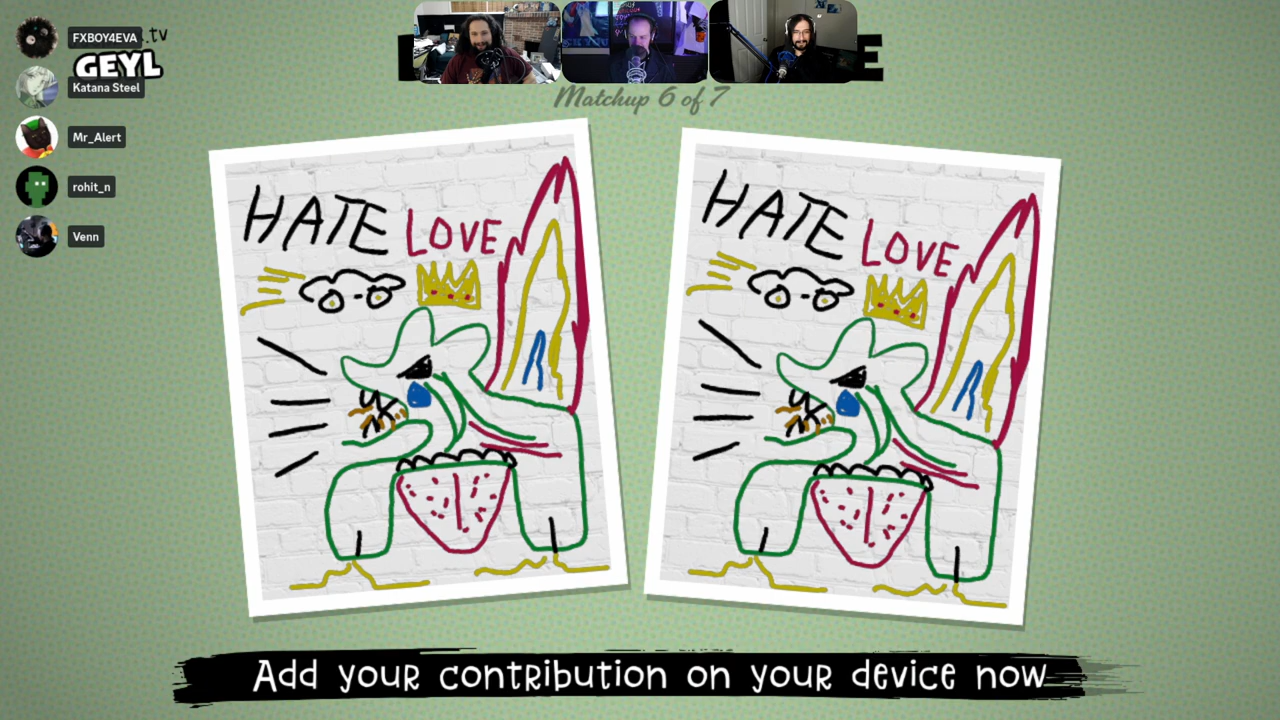 FXBOY4EVA .tv
GEYL
Katana Steel
Mr_Alert
rohit_n
Venn
Matchup 6 of 7
HATE LOVE
HATE LOVE
Add your contribution on your device now